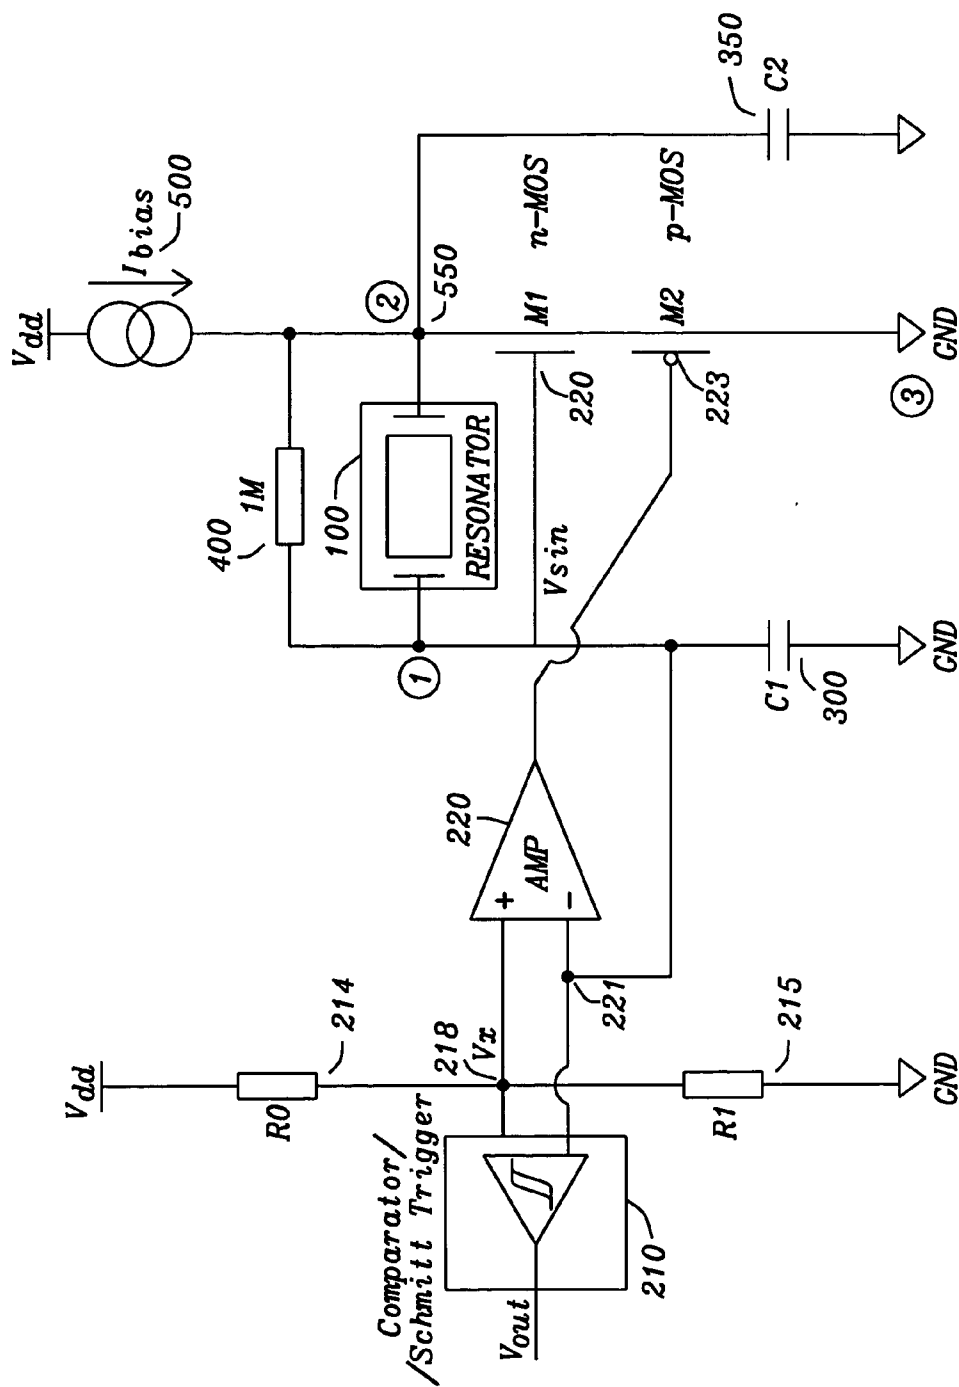 Vdd
Ibias
500
400
1M
100
RESONATOR
2
550
350
C2
n-MOS
M1
220
p-MOS
M2
223
3
GND
1
Vsin
C1
300
GND
220
AMP
+
-
221
Vdd
214
R0
218
Vx
215
R1
GND
Comparator/
/Schmitt Trigger
210
Vout